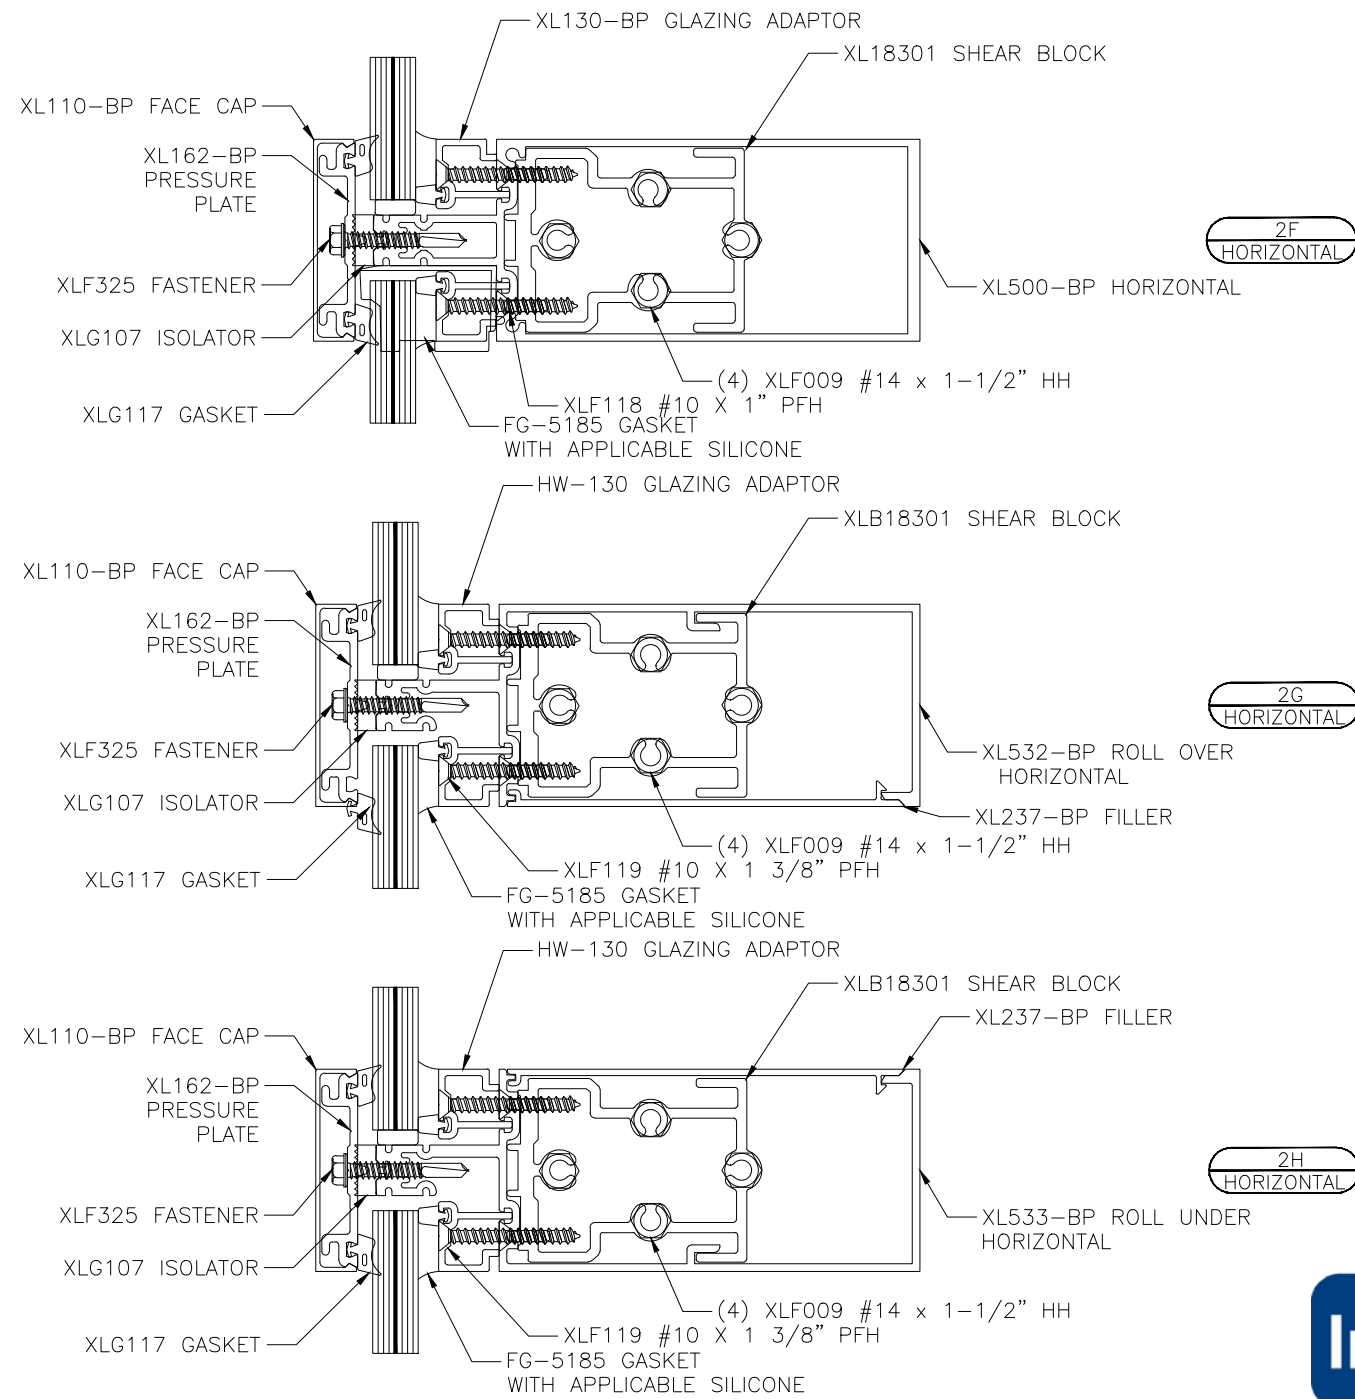 XL130-BP GLAZING ADAPTOR
XL18301 SHEAR BLOCK
XL110-BP FACE CAP
XL162-BP
PRESSURE
PLATE
2F
HORIZONTAL
XLF325 FASTENER
XL500-BP HORIZONTAL
XLG107 ISOLATOR
(4) XLF009 #14 x 1-1/2" HH
XLF118 #10 X 1" PFH
XLG117 GASKET
FG-5185 GASKET
WITH APPLICABLE SILICONE
HW-130 GLAZING ADAPTOR
XLB18301 SHEAR BLOCK
XL110-BP FACE CAP
XL162-BP
PRESSURE
PLATE
2G
HORIZONTAL
XLF325 FASTENER
XL532-BP ROLL OVER
HORIZONTAL
XLG107 ISOLATOR
XL237-BP FILLER
(4) XLF009 #14 x 1-1/2" HH
XLF119 #10 X 1 3/8" PFH
XLG117 GASKET
FG-5185 GASKET
WITH APPLICABLE SILICONE
HW-130 GLAZING ADAPTOR
XLB18301 SHEAR BLOCK
XL237-BP FILLER
XL110-BP FACE CAP
XL162-BP
PRESSURE
PLATE
2H
HORIZONTAL
XLF325 FASTENER
XL533-BP ROLL UNDER
HORIZONTAL
XLG107 ISOLATOR
(4) XLF009 #14 x 1-1/2" HH
XLF119 #10 X 1 3/8" PFH
XLG117 GASKET
FG-5185 GASKET
WITH APPLICABLE SILICONE